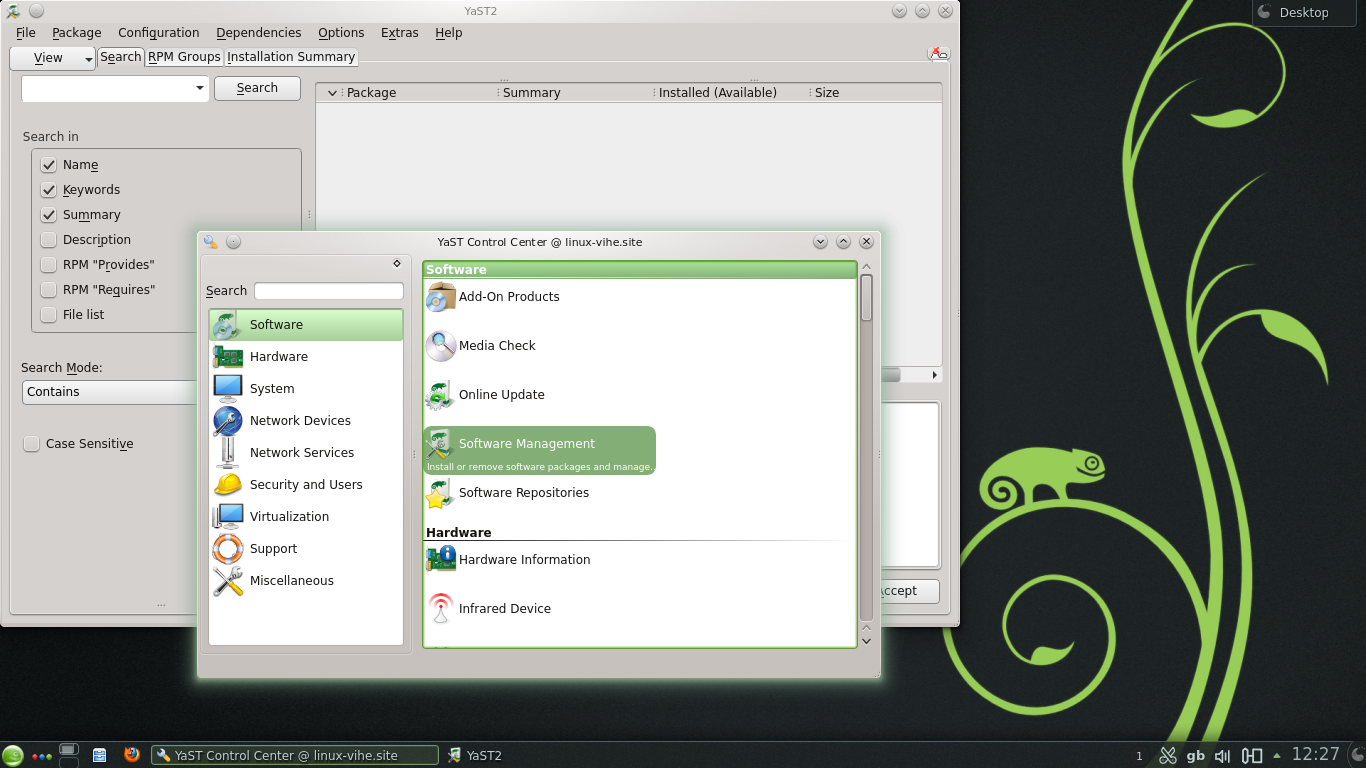 YaST2
Desktop
File Package Configuration Dependencies Options Extras Help
View Search RPM Groups Installation Summary
Search
Package Summary Installed (Available) Size
Search in
Name
Keywords
Summary
Description
RPM "Provides"
RPM "Requires"
File list
Search Mode:
Contains
Case Sensitive
YaST Control Center @ linux-vihe.site
Search
Software
Hardware
System
Network Devices
Network Services
Security and Users
Virtualization
Support
Miscellaneous
Software
Add-On Products
Media Check
Online Update
Software Management
Install or remove software packages and manage...
Software Repositories
Hardware
Hardware Information
Infrared Device
YaST Control Center @ linux-vihe.site
YaST2
1
gb
12:27